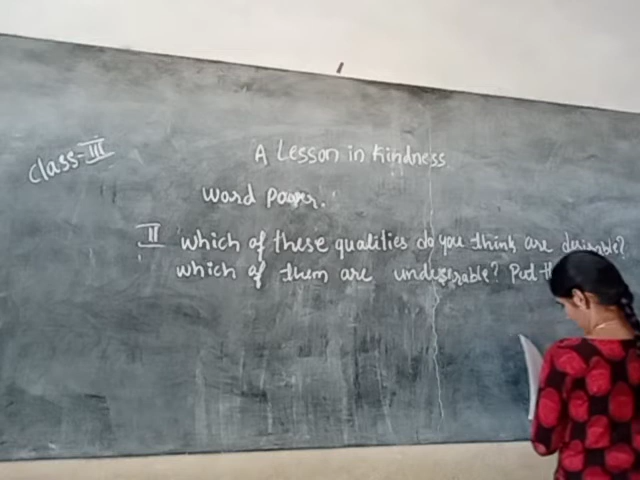 Class-III
A Lesson in Kindness
Word Power.
II which of these qualities do you think are desirable?
which of them are undesirable? Put